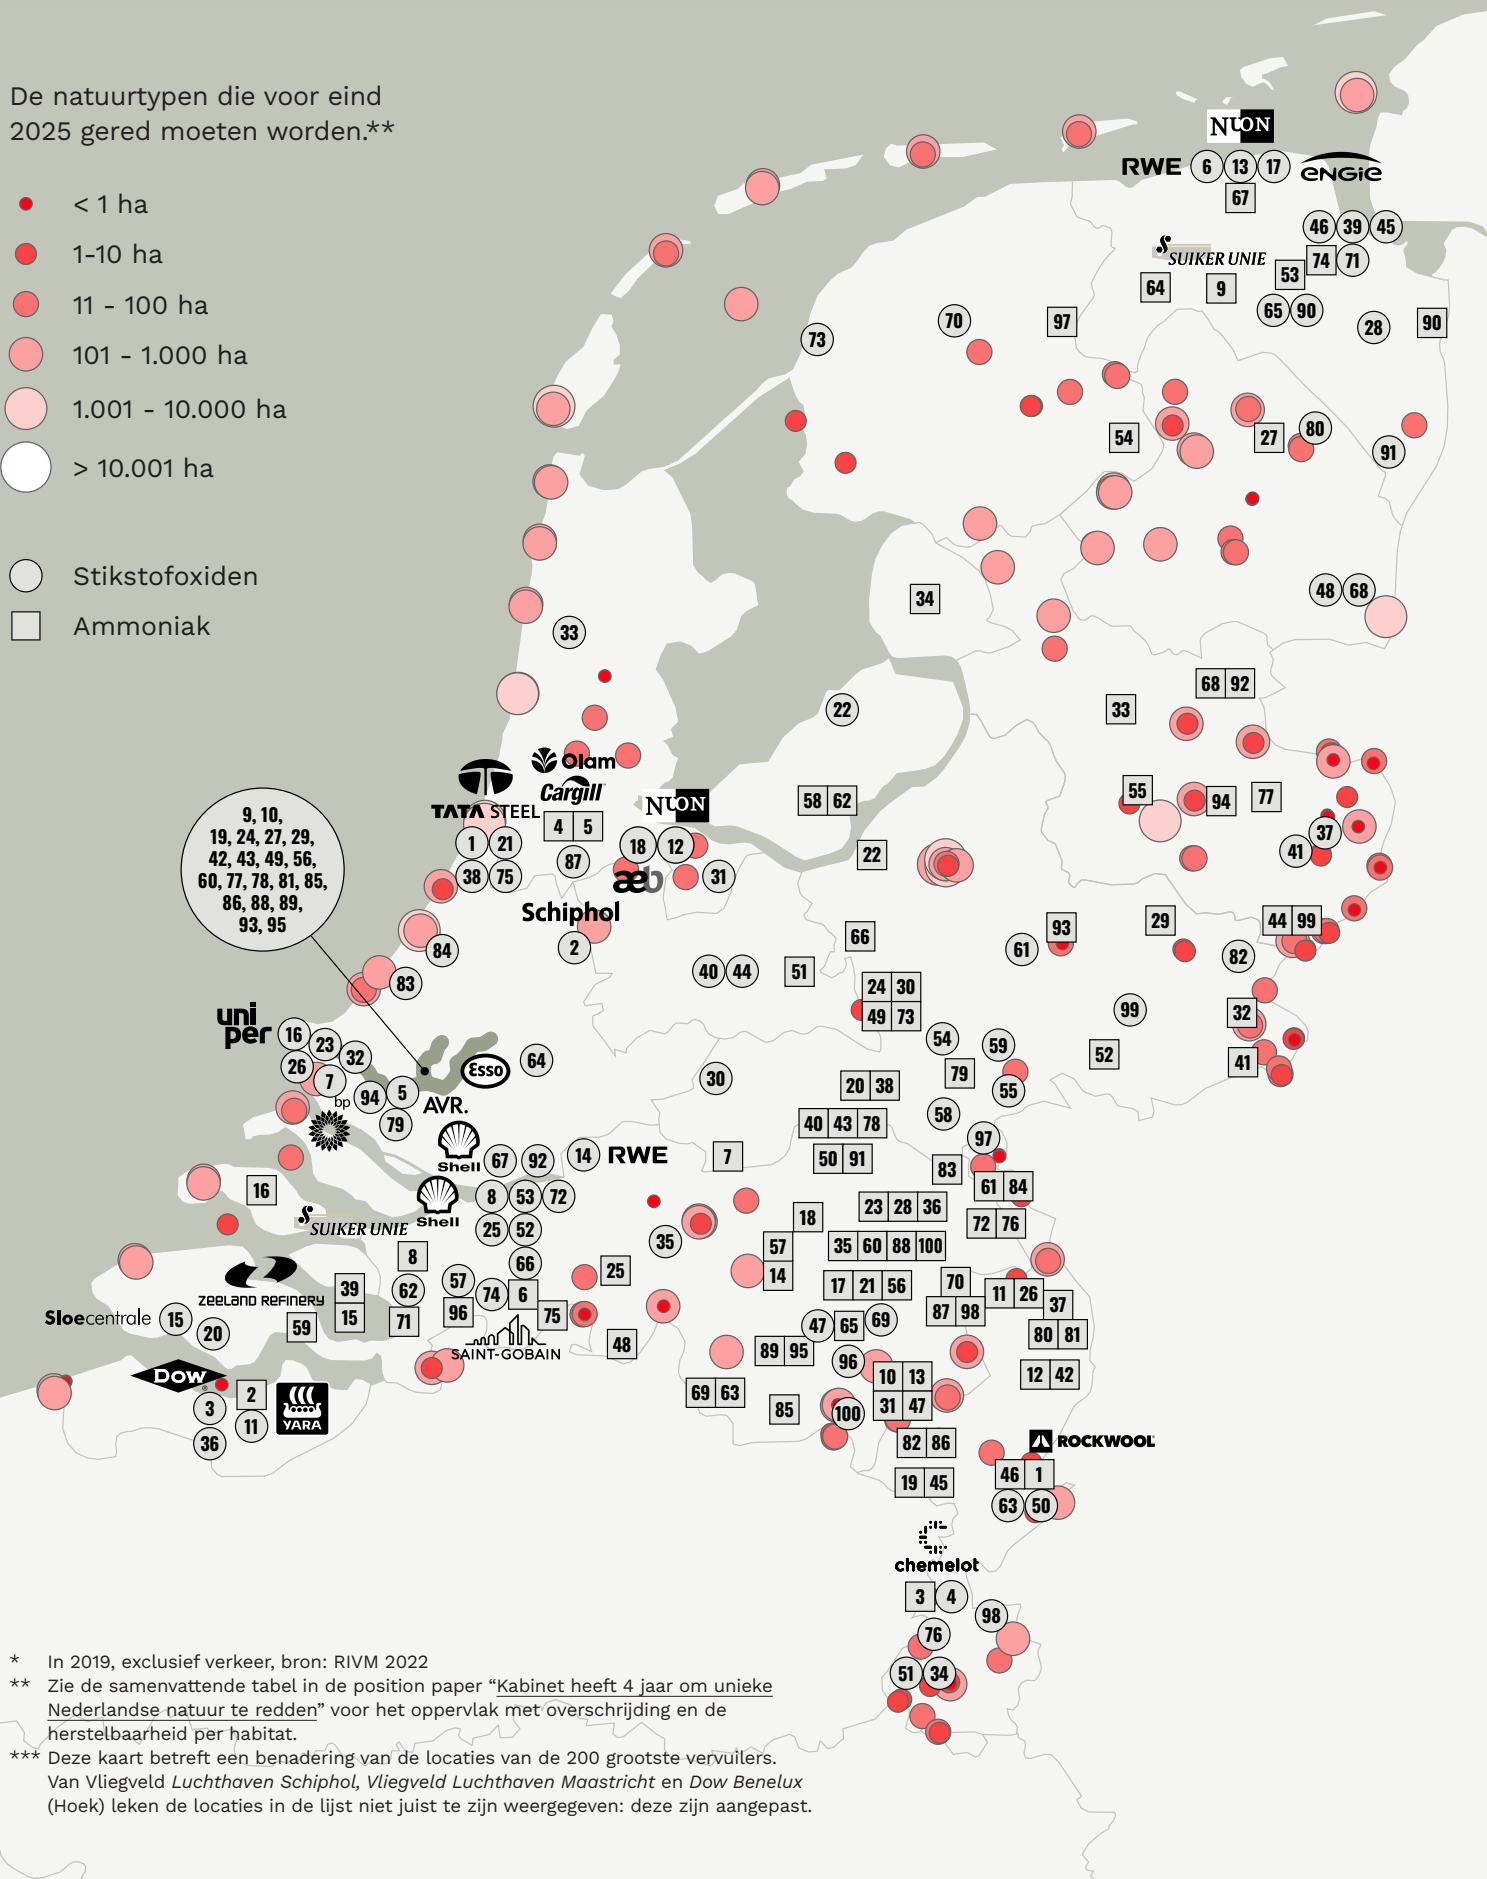 De natuurtypen die voor eind
2025 gered moeten worden.**
< 1 ha
1-10 ha
11 - 100 ha
101 - 1.000 ha
1.001 - 10.000 ha
> 10.001 ha
Stikstofoxiden
Ammoniak
NUON
RWE 6 13 17 ENGIE
67
46 39 45
SUIKER UNIE
74 71
53
64 9
65 90
28 90
73 70 97
54 27 80
91
48 68
34
33
68 92
33
22
Olam
Cargill
TATA STEEL
NUON
58 62
55 94 77
4 5
1 21
18 12
37
41
87
38 75
aeb
31
22
9, 10,
19, 24, 27, 29,
42, 43, 49, 56,
60, 77, 78, 81, 85,
86, 88, 89,
93, 95
Schiphol
2
84
83
66
93
61
29
44 99
82
40 44 51
24 30
49 73
99
32
uni
per
16 23 32
26 7
94 5
79
bp
Esso
AVR.
64
54 59
52
41
30
20 38
79
55
58
40 43 78
97
Shell
67 92
14 RWE
7
50 91
83
61 84
16
Shell
8 53 72
25 52
23 28 36
18
72 76
SUIKER UNIE
35
8
66
25
57
14
35 60 88 100
ZEELAND REFINERY
39
15
62
57
74 6
17 21 56
70
11 26
37
87 98
Sloecentrale 15
20
59
71
96
75
47 65 69
80 81
SAINT-GOBAIN
48
89 95
96
DOW
2
3
11
36
YARA
69 63
85
10 13
31 47
12 42
100
82 86
ROCKWOOL
19 45
46 1
63 50
chemelot
3 4
98
76
51 34
* In 2019, exclusief verkeer, bron: RIVM 2022
** Zie de samenvattende tabel in de position paper “Kabinet heeft 4 jaar om unieke
Nederlandse natuur te redden” voor het oppervlak met overschrijding en de
herstelbaarheid per habitat.
*** Deze kaart betreft een benadering van de locaties van de 200 grootste vervuilers.
Van Vliegveld Luchthaven Schiphol, Vliegveld Luchthaven Maastricht en Dow Benelux
(Hoek) leken de locaties in de lijst niet juist te zijn weergegeven: deze zijn aangepast.